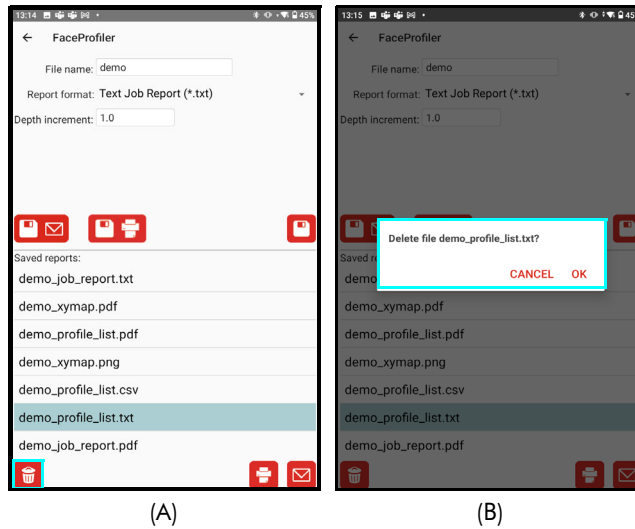 13:14 45%
FaceProfiler
File name: demo
Report format: Text Job Report (*.txt)
Depth increment: 1.0
Saved reports:
demo_job_report.txt
demo_xymap.pdf
demo_profile_list.pdf
demo_xymap.png
demo_profile_list.csv
demo_profile_list.txt
demo_job_report.pdf
(A)
13:15 45
FaceProfiler
File name: demo
Report format: Text Job Report (*.txt)
Depth increment: 1.0
Delete file demo_profile_list.txt?
CANCEL OK
Saved re
demo
demo_xymap.pdf
demo_profile_list.pdf
demo_xymap.png
demo_profile_list.csv
demo_profile_list.txt
demo_job_report.pdf
(B)